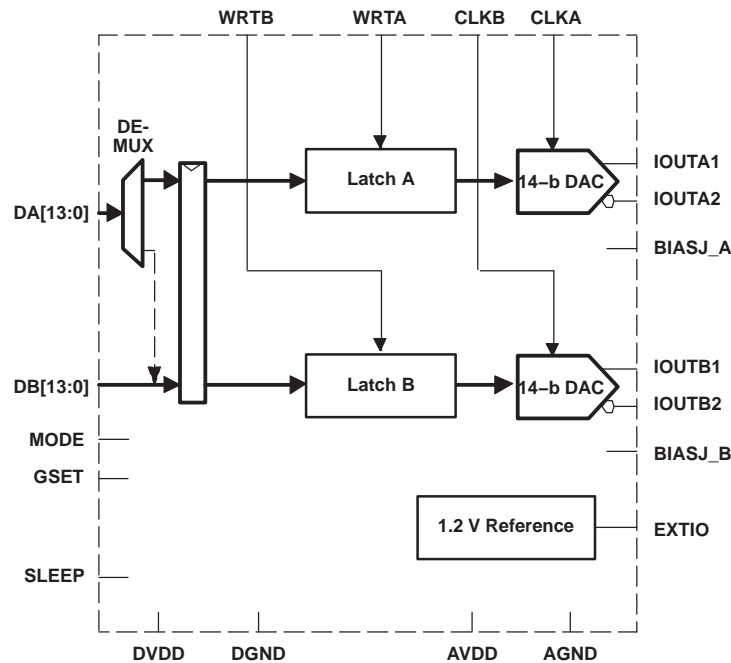 WRTB WRTA CLKB CLKA
DE-
MUX
IOUTA1
Latch A
14–b DAC
IOUTA2
DA[13:0]
BIASJ_A
IOUTB1
DB[13:0]
Latch B
14–b DAC
IOUTB2
MODE
BIASJ_B
GSET
1.2 V Reference
EXTIO
SLEEP
DVDD DGND AVDD AGND